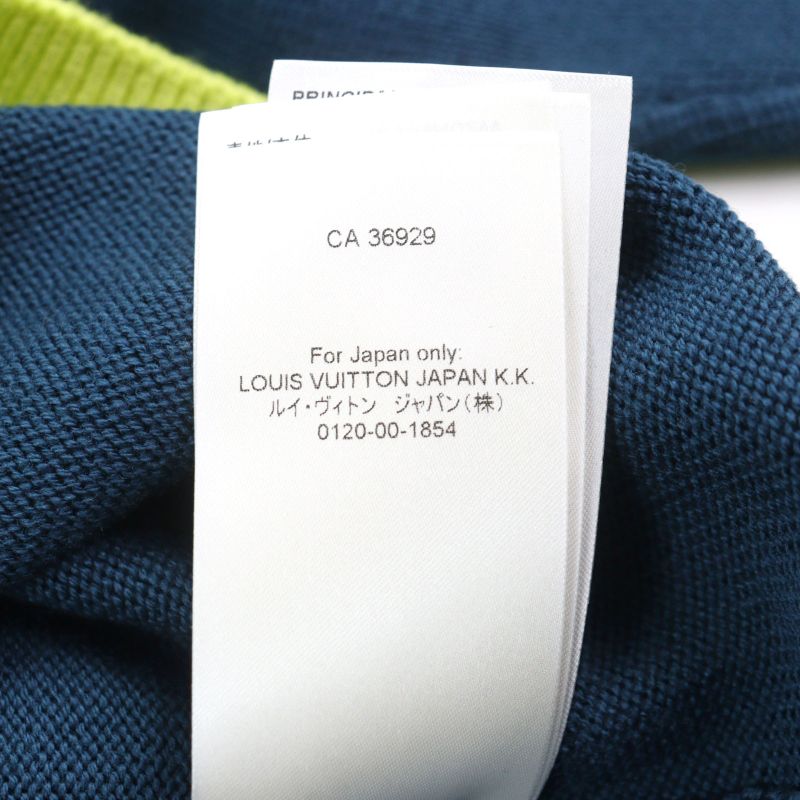 CA 36929
For Japan only:
LOUIS VUITTON JAPAN K.K.
ルイ・ヴィトン ジャパン(株)
0120-00-1854